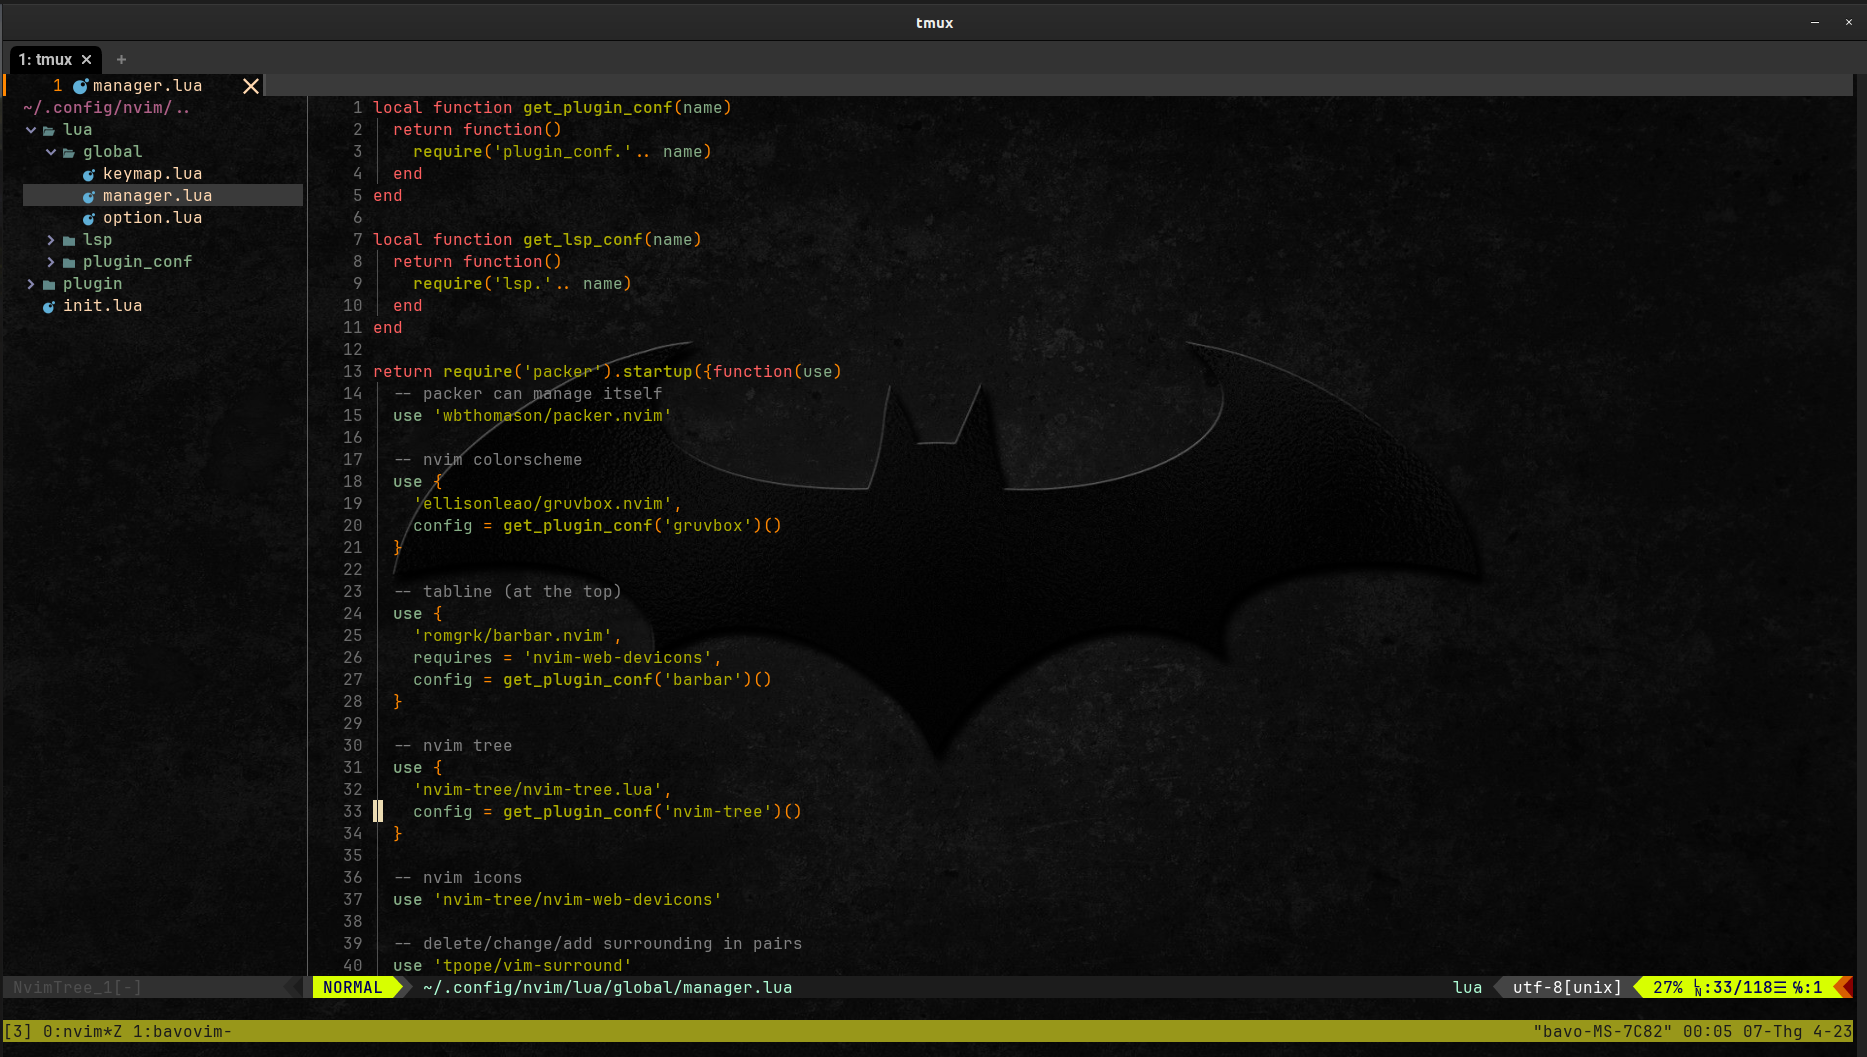 tmux
1: tmux
1 manager.lua
~/.config/nvim/..
lua
global
keymap.lua
manager.lua
option.lua
lsp
plugin_conf
plugin
init.lua
1 local function get_plugin_conf(name)
2   return function()
3     require('plugin_conf.'.. name)
4   end
5 end
6
7 local function get_lsp_conf(name)
8   return function()
9     require('lsp.'.. name)
10   end
11 end
12
13 return require('packer').startup({function(use)
14   -- packer can manage itself
15   use 'wbthomason/packer.nvim'
16
17   -- nvim colorscheme
18   use {
19     'ellisonleao/gruvbox.nvim',
20     config = get_plugin_conf('gruvbox')()
21   }
22
23   -- tabline (at the top)
24   use {
25     'romgrk/barbar.nvim',
26     requires = 'nvim-web-devicons',
27     config = get_plugin_conf('barbar')()
28   }
29
30   -- nvim tree
31   use {
32     'nvim-tree/nvim-tree.lua',
33     config = get_plugin_conf('nvim-tree')()
34   }
35
36   -- nvim icons
37   use 'nvim-tree/nvim-web-devicons'
38
39   -- delete/change/add surrounding in pairs
40   use 'tpope/vim-surround'
NvimTree_1[-] NORMAL ~/.config/nvim/lua/global/manager.lua lua utf-8[unix] 27% ␤:33/118☰ ℅:1
[3] 0:nvim*Z 1:bavovim- "bavo-MS-7C82" 00:05 07-Thg 4-23